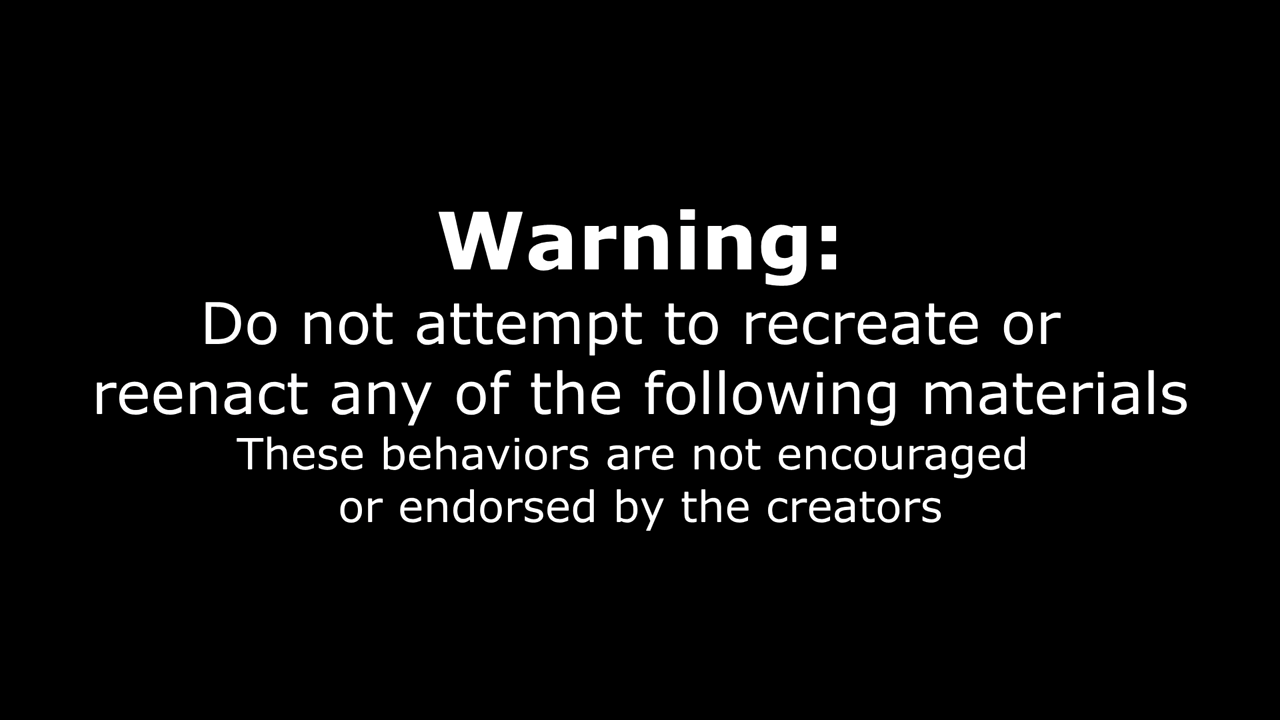 Warning:
Do not attempt to recreate or
reenact any of the following materials
These behaviors are not encouraged
or endorsed by the creators